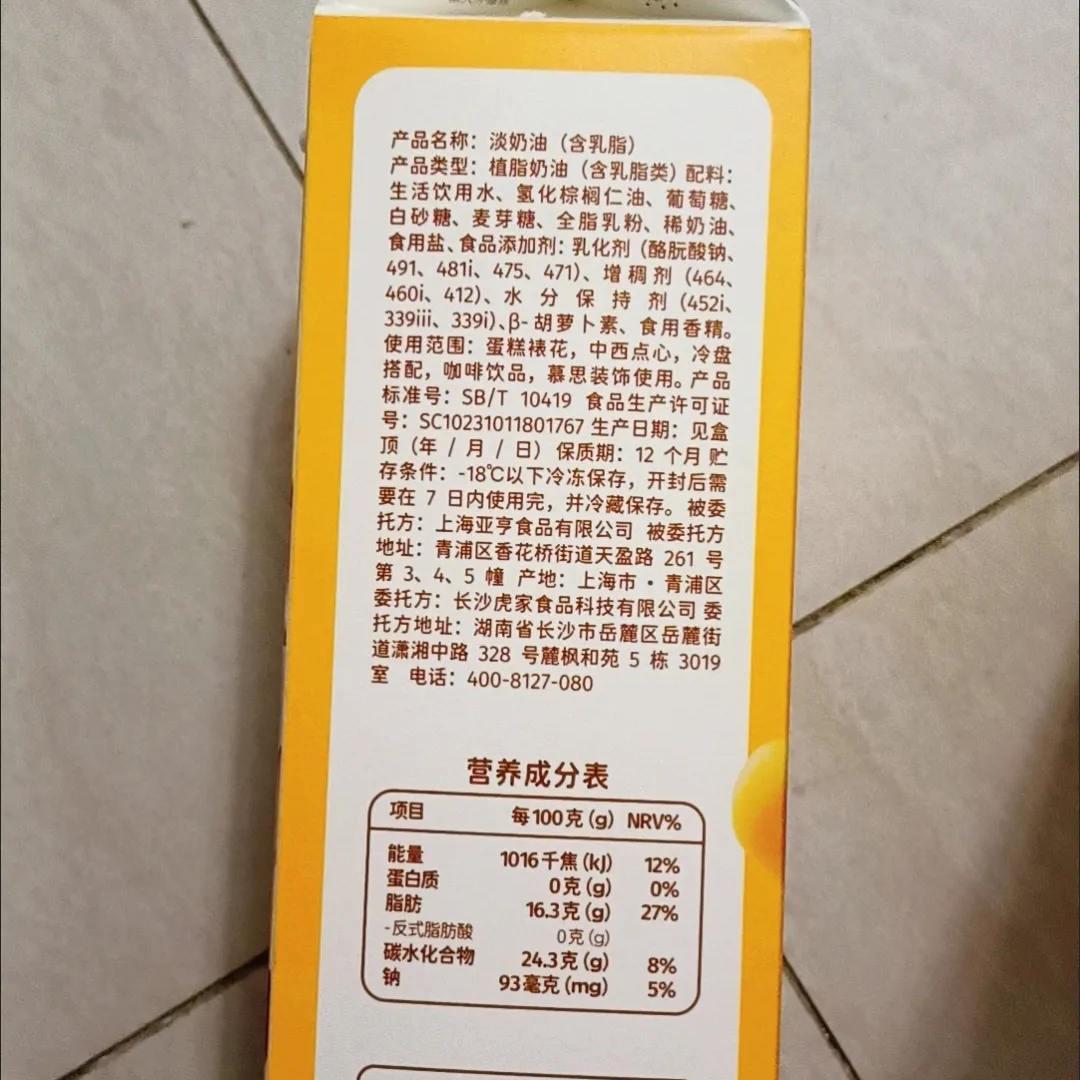 产品名称：淡奶油（含乳脂）
产品类型：植脂奶油（含乳脂类）配料：
生活饮用水、氢化棕榈仁油、葡萄糖、
白砂糖、麦芽糖、全脂乳粉、稀奶油、
食用盐、食品添加剂：乳化剂（酪朊酸钠、
491、481i、475、471）、增稠剂（464、
460i、412）、水分保持剂（452i、
339iii、339i）、β-胡萝卜素、食用香精。
使用范围：蛋糕裱花，中西点心，冷盘
搭配，咖啡饮品，慕思装饰使用。产品
标准号：SB/T 10419 食品生产许可证
号：SC10231011801767 生产日期：见盒
顶（年 / 月 / 日）保质期：12 个月 贮
存条件：-18℃以下冷冻保存，开封后需
要在 7 日内使用完，并冷藏保存。被委
托方：上海亚亨食品有限公司 被委托方
地址：青浦区香花桥街道天盈路 261 号
第 3、4、5 幢 产地：上海市·青浦区
委托方：长沙虎家食品科技有限公司 委
托方地址：湖南省长沙市岳麓区岳麓街
道潇湘中路 328 号麓枫和苑 5 栋 3019
室 电话：400-8127-080
营养成分表
项目 每100克(g) NRV%
能量 1016千焦(kJ) 12%
蛋白质 0克(g) 0%
脂肪 16.3克(g) 27%
-反式脂肪酸 0克(g)
碳水化合物 24.3克(g) 8%
钠 93毫克(mg) 5%